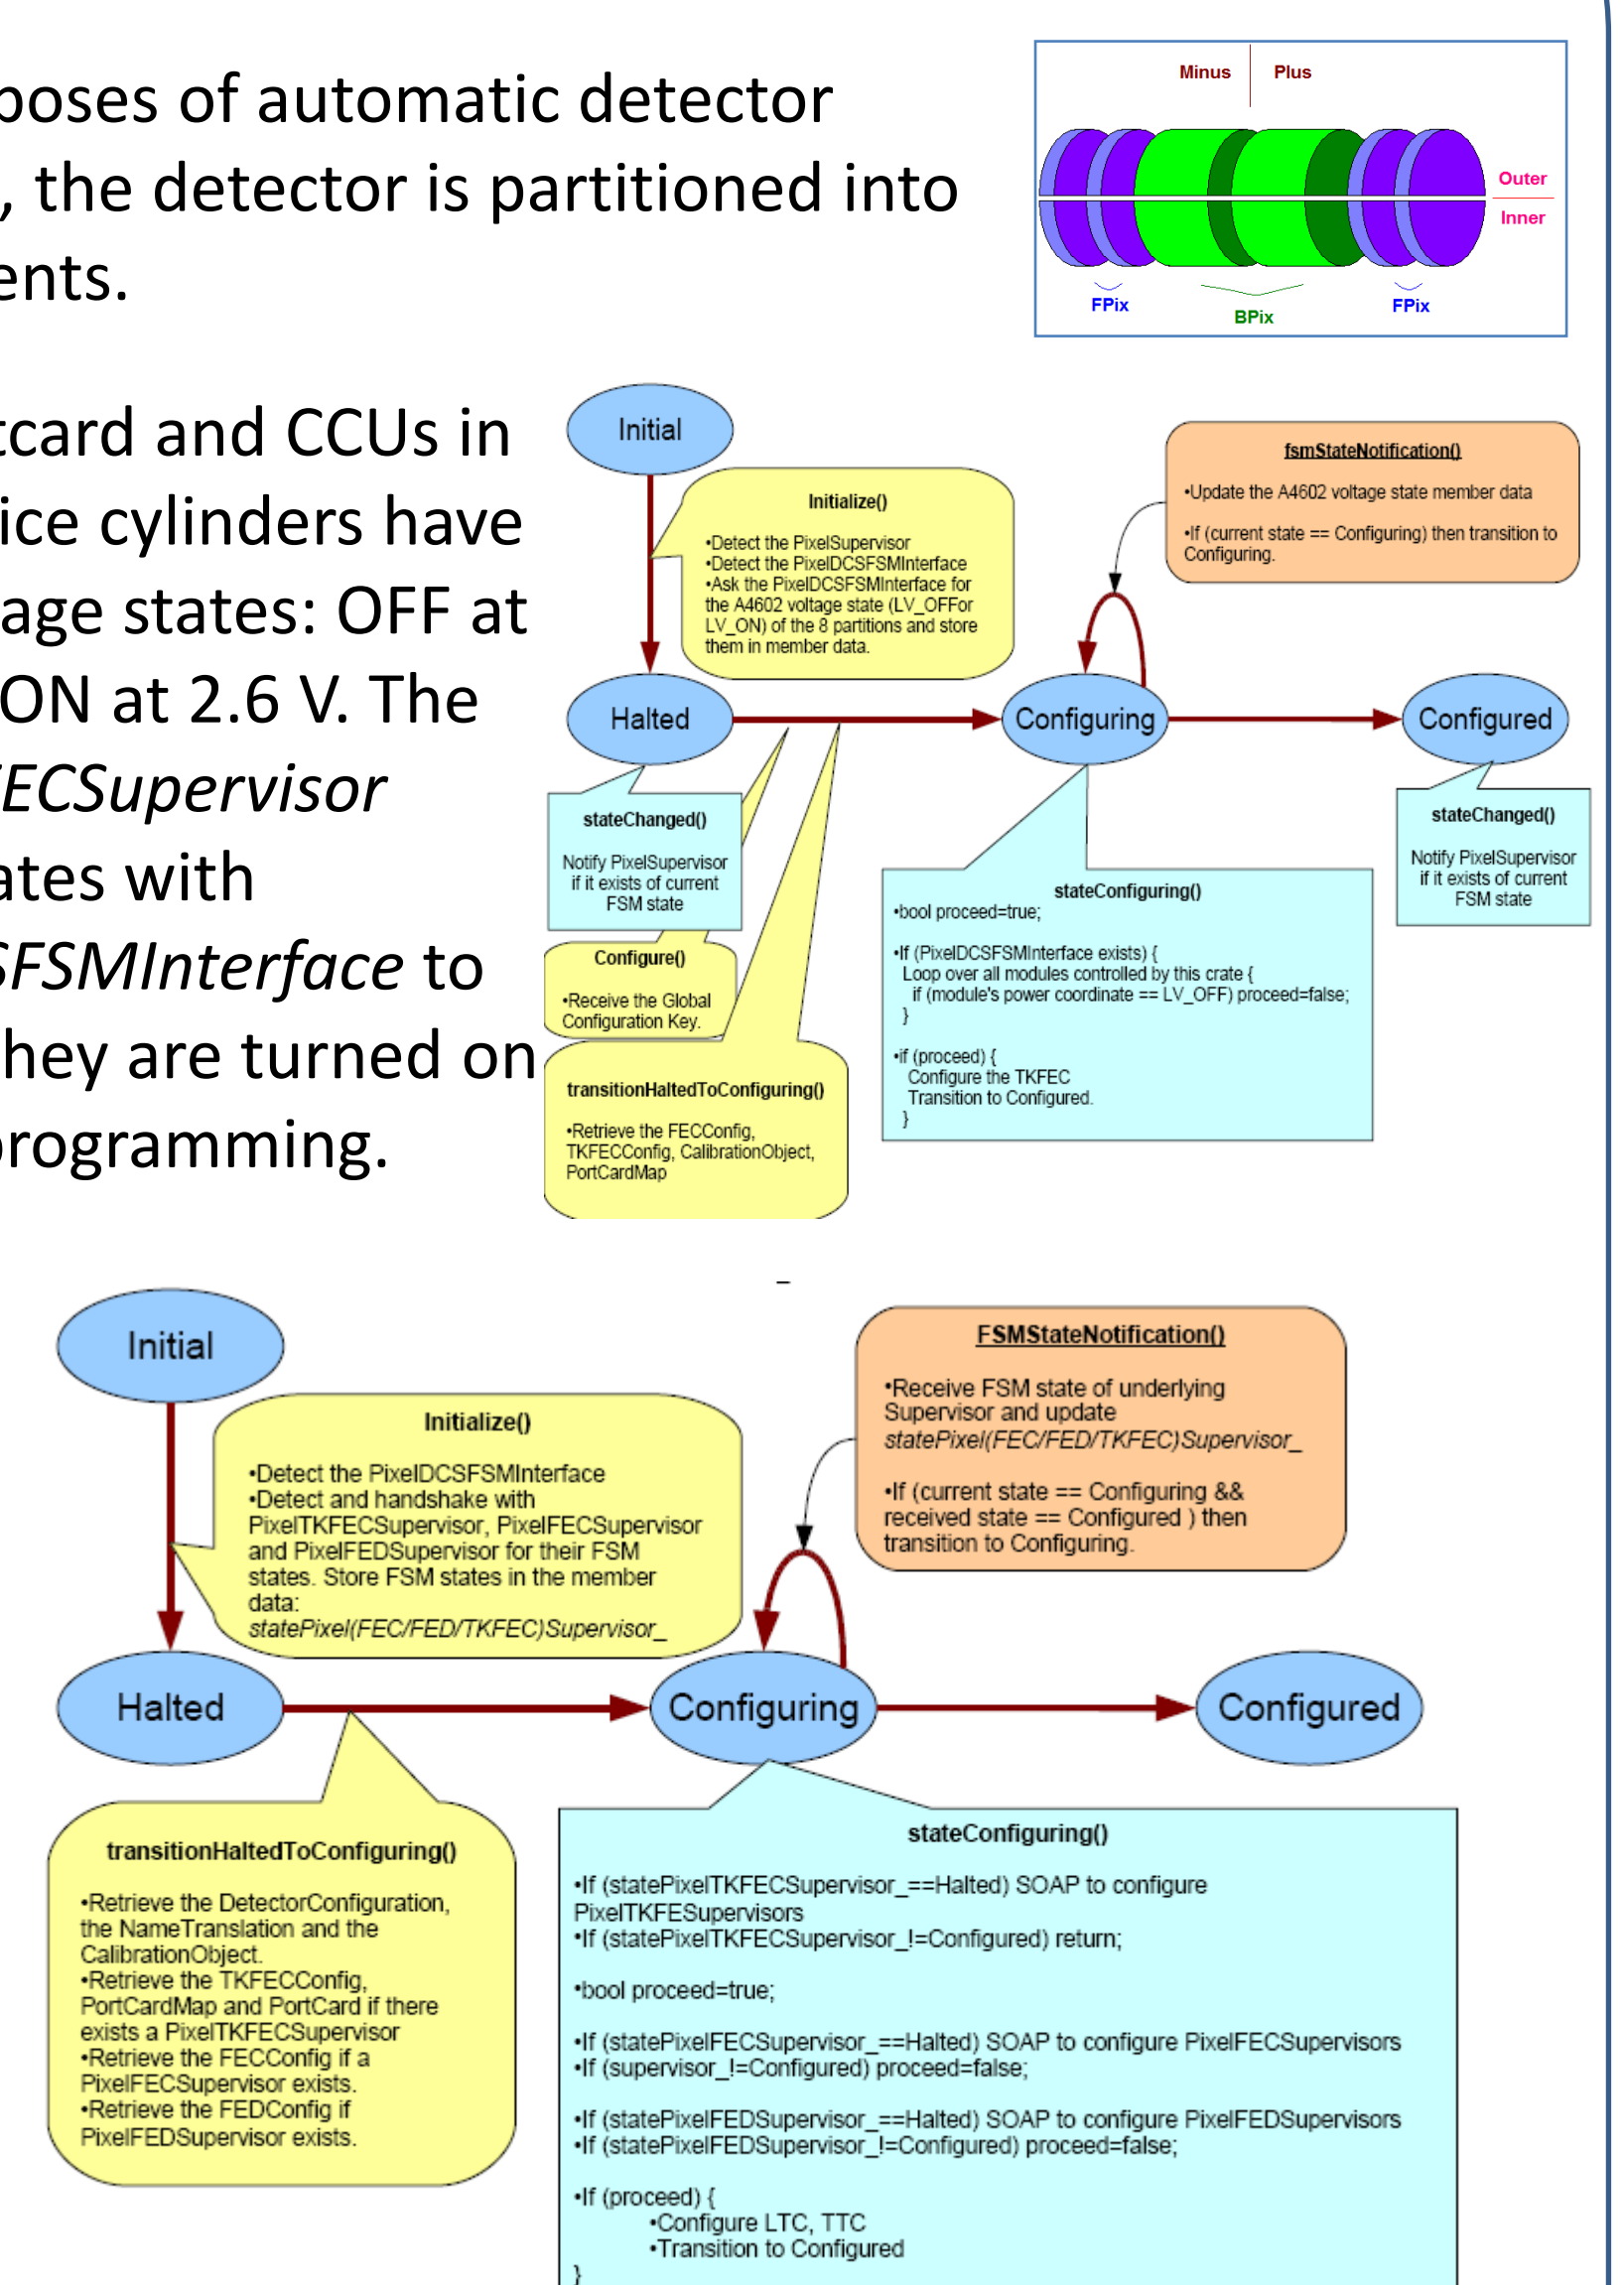 poses of automatic detector
, the detector is partitioned into
ents.
Minus Plus
Outer
Inner
FPix
BPix
FPix
tcard and CCUs in
ice cylinders have
age states: OFF at
ON at 2.6 V. The
FECSupervisor
ates with
SFSMInterface to
hey are turned on
programming.
Initial
Initialize()
•Detect the PixelSupervisor
•Detect the PixelDCSFSMInterface
•Ask the PixelDCSFSMInterface for
the A4602 voltage state (LV_OFFor
LV_ON) of the 8 partitions and store
them in member data.
fsmStateNotification()
•Update the A4602 voltage state member data
•If (current state == Configuring) then transition to
Configuring.
Halted
Configuring
Configured
stateChanged()
Notify PixelSupervisor
if it exists of current
FSM state
Configure()
•Receive the Global
Configuration Key.
transitionHaltedToConfiguring()
•Retrieve the FECConfig,
TKFECConfig, CalibrationObject,
PortCardMap
stateConfiguring()
•bool proceed=true;
•If (PixelDCSFSMInterface exists) {
Loop over all modules controlled by this crate {
if (module's power coordinate == LV_OFF) proceed=false;
}
•if (proceed) {
Configure the TKFEC
Transition to Configured.
}
stateChanged()
Notify PixelSupervisor
if it exists of current
FSM state
Initial
Initialize()
•Detect the PixelDCSFSMInterface
•Detect and handshake with
PixelTKFECSupervisor, PixelFECSupervisor
and PixelFEDSupervisor for their FSM
states. Store FSM states in the member
data:
statePixel(FEC/FED/TKFEC)Supervisor_
FSMStateNotification()
•Receive FSM state of underlying
Supervisor and update
statePixel(FEC/FED/TKFEC)Supervisor_
•If (current state == Configuring &&
received state == Configured ) then
transition to Configuring.
Halted
Configuring
Configured
transitionHaltedToConfiguring()
•Retrieve the DetectorConfiguration,
the NameTranslation and the
CalibrationObject.
•Retrieve the TKFECConfig,
PortCardMap and PortCard if there
exists a PixelTKFECSupervisor
•Retrieve the FECConfig if a
PixelFECSupervisor exists.
•Retrieve the FEDConfig if
PixelFEDSupervisor exists.
stateConfiguring()
•If (statePixelTKFECSupervisor_==Halted) SOAP to configure
PixelTKFESupervisors
•If (statePixelTKFECSupervisor_!=Configured) return;
•bool proceed=true;
•If (statePixelFECSupervisor_==Halted) SOAP to configure PixelFECSupervisors
•If (supervisor_!=Configured) proceed=false;
•If (statePixelFEDSupervisor_==Halted) SOAP to configure PixelFEDSupervisors
•If (statePixelFEDSupervisor_!=Configured) proceed=false;
•If (proceed) {
•Configure LTC, TTC
•Transition to Configured
}